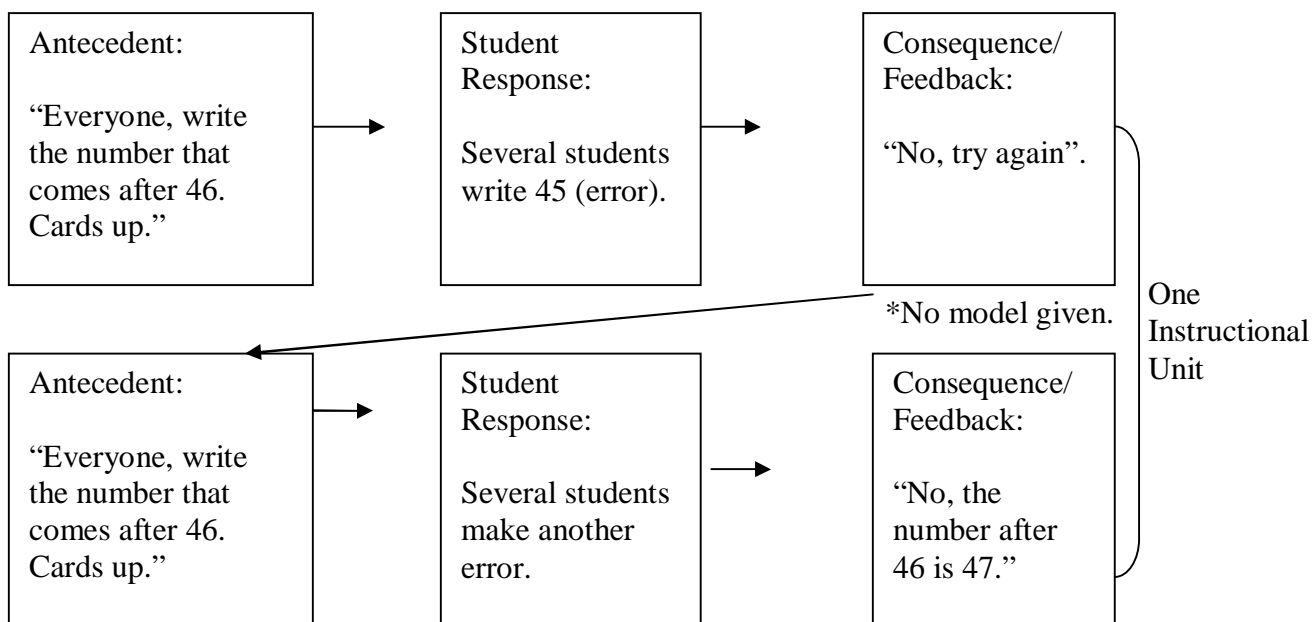 Antecedent:
“Everyone, write
the number that
comes after 46.
Cards up.”
Student
Response:
Several students
write 45 (error).
Consequence/
Feedback:
“No, try again”.
*No model given.
One
Instructional
Unit
Antecedent:
“Everyone, write
the number that
comes after 46.
Cards up.”
Student
Response:
Several students
make another
error.
Consequence/
Feedback:
“No, the
number after
46 is 47.”